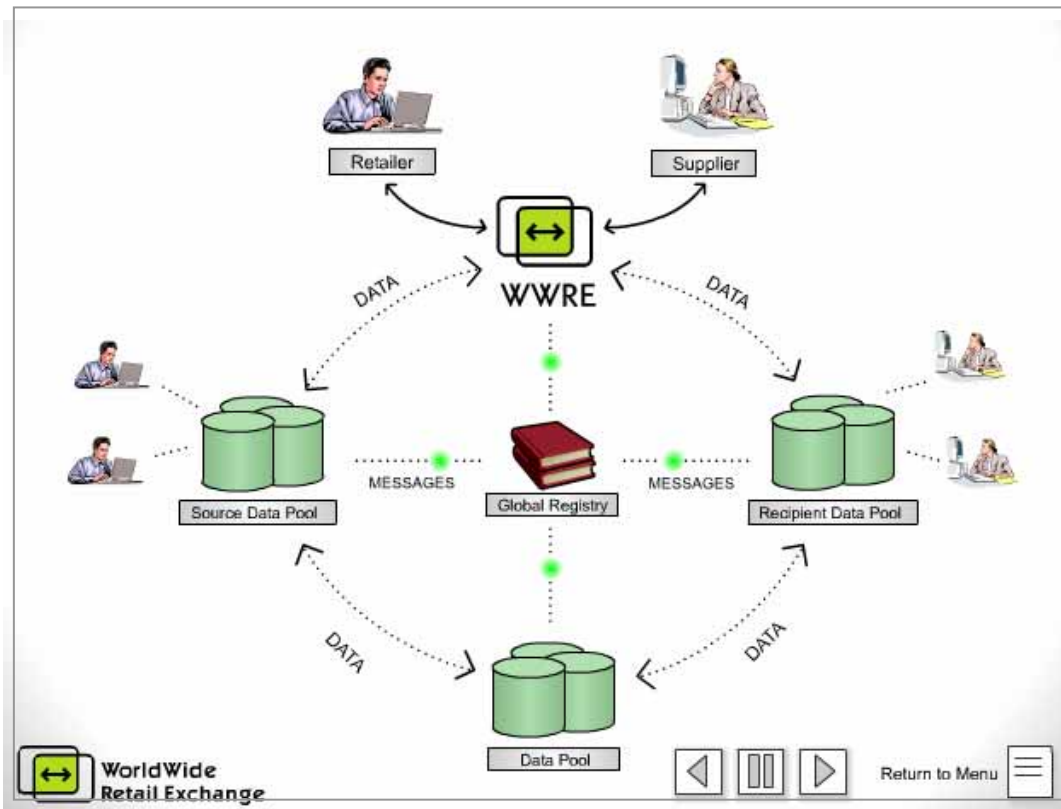 Retailer
Supplier
WWRE
DATA
DATA
MESSAGES
MESSAGES
Source Data Pool
Global Registry
Recipient Data Pool
DATA
DATA
Data Pool
WorldWide
Retail Exchange
Return to Menu